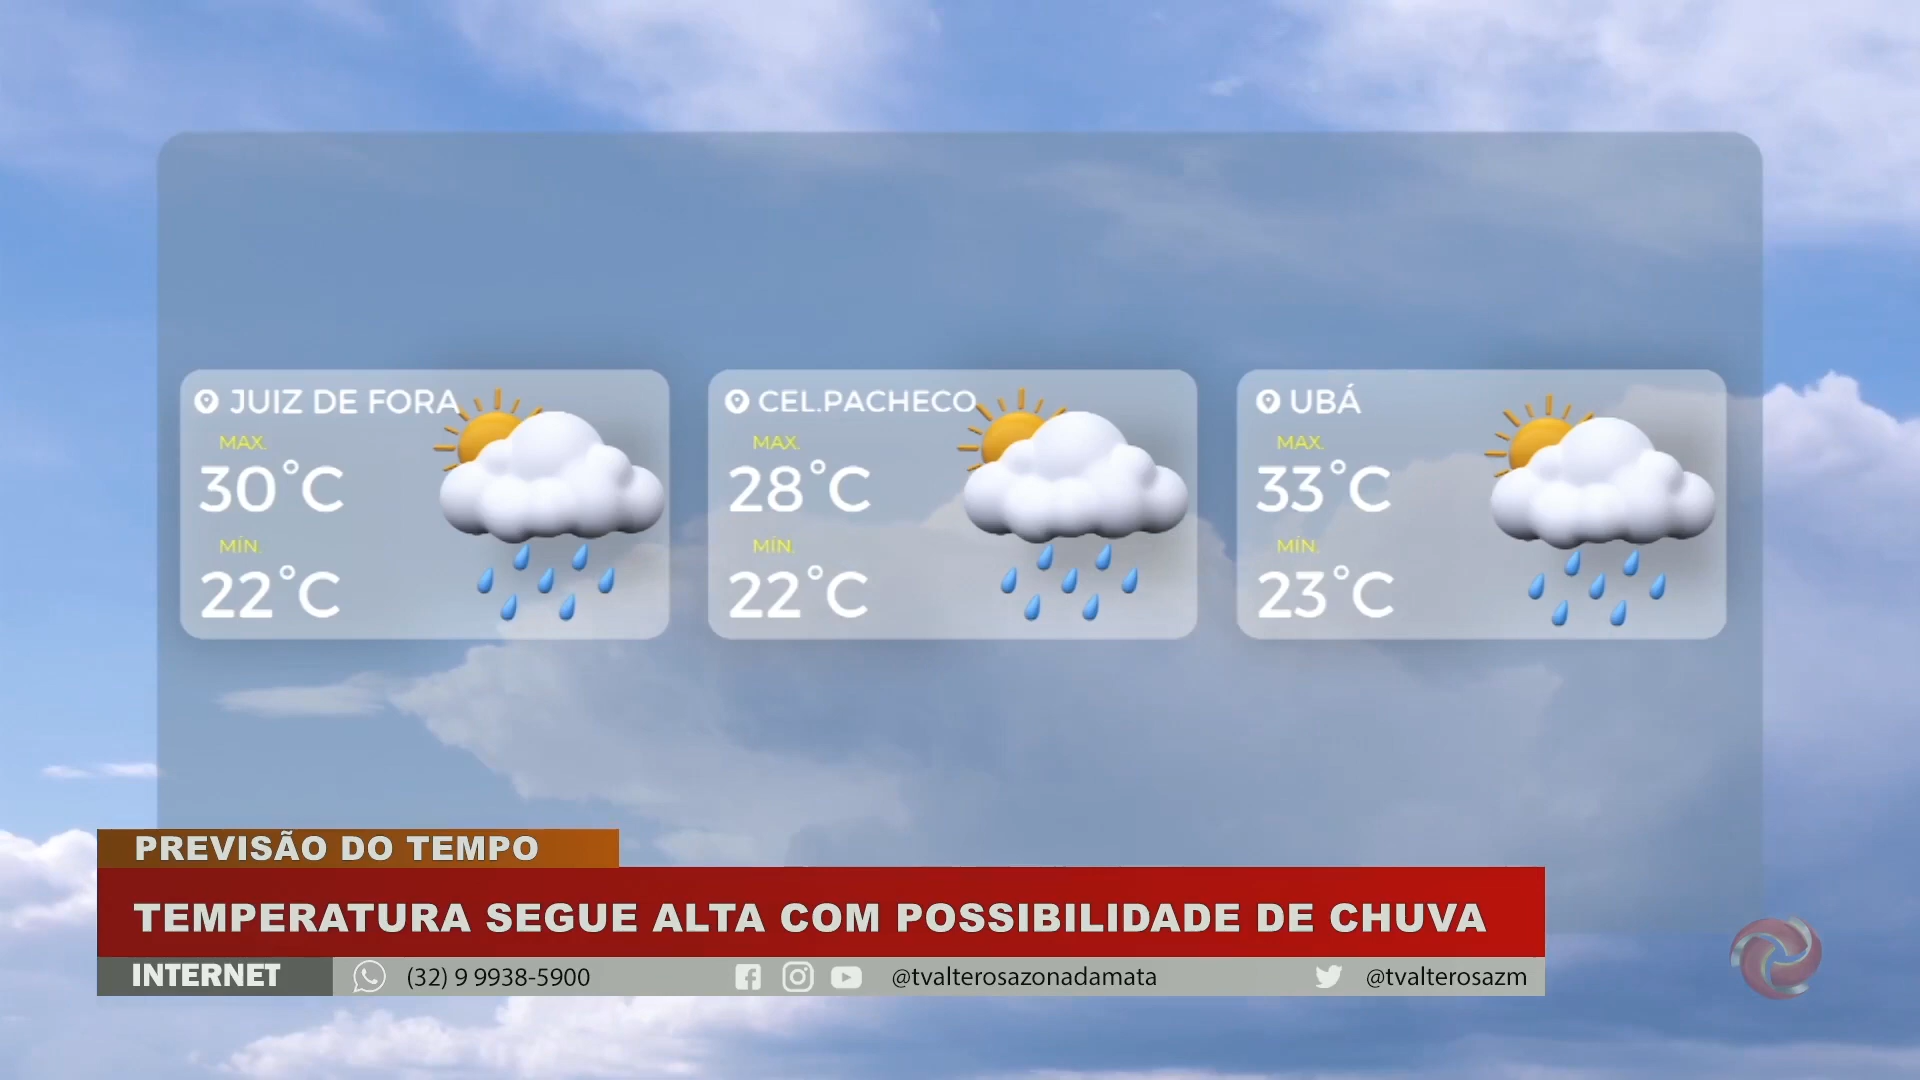 JUIZ DE FORA
MAX.
30°C
MÍN.
22°C
CEL.PACHECO
MAX.
28°C
MÍN.
22°C
UBÁ
MAX.
33°C
MÍN.
23°C
PREVISÃO DO TEMPO
TEMPERATURA SEGUE ALTA COM POSSIBILIDADE DE CHUVA
INTERNET (32) 9 9938-5900 @tvalterosazonadamata @tvalterosazm